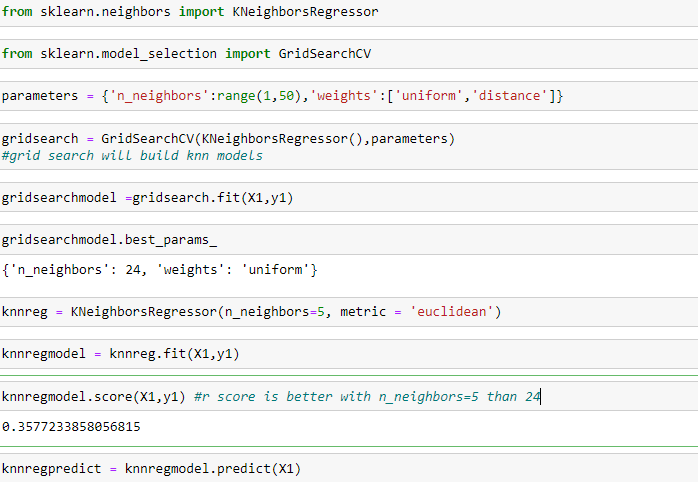 from sklearn.neighbors import KNeighborsRegressor
from sklearn.model_selection import GridSearchCV
parameters = {'n_neighbors':range(1,50),'weights':['uniform','distance']}
gridsearch = GridSearchCV(KNeighborsRegressor(),parameters)
#grid search will build knn models
gridsearchmodel =gridsearch.fit(X1,y1)
gridsearchmodel.best_params_
{'n_neighbors': 24, 'weights': 'uniform'}
knnreg = KNeighborsRegressor(n_neighbors=5, metric = 'euclidean')
knnregmodel = knnreg.fit(X1,y1)
knnregmodel.score(X1,y1) #r score is better with n_neighbors=5 than 24
0.3577233858056815
knnregpredict = knnregmodel.predict(X1)